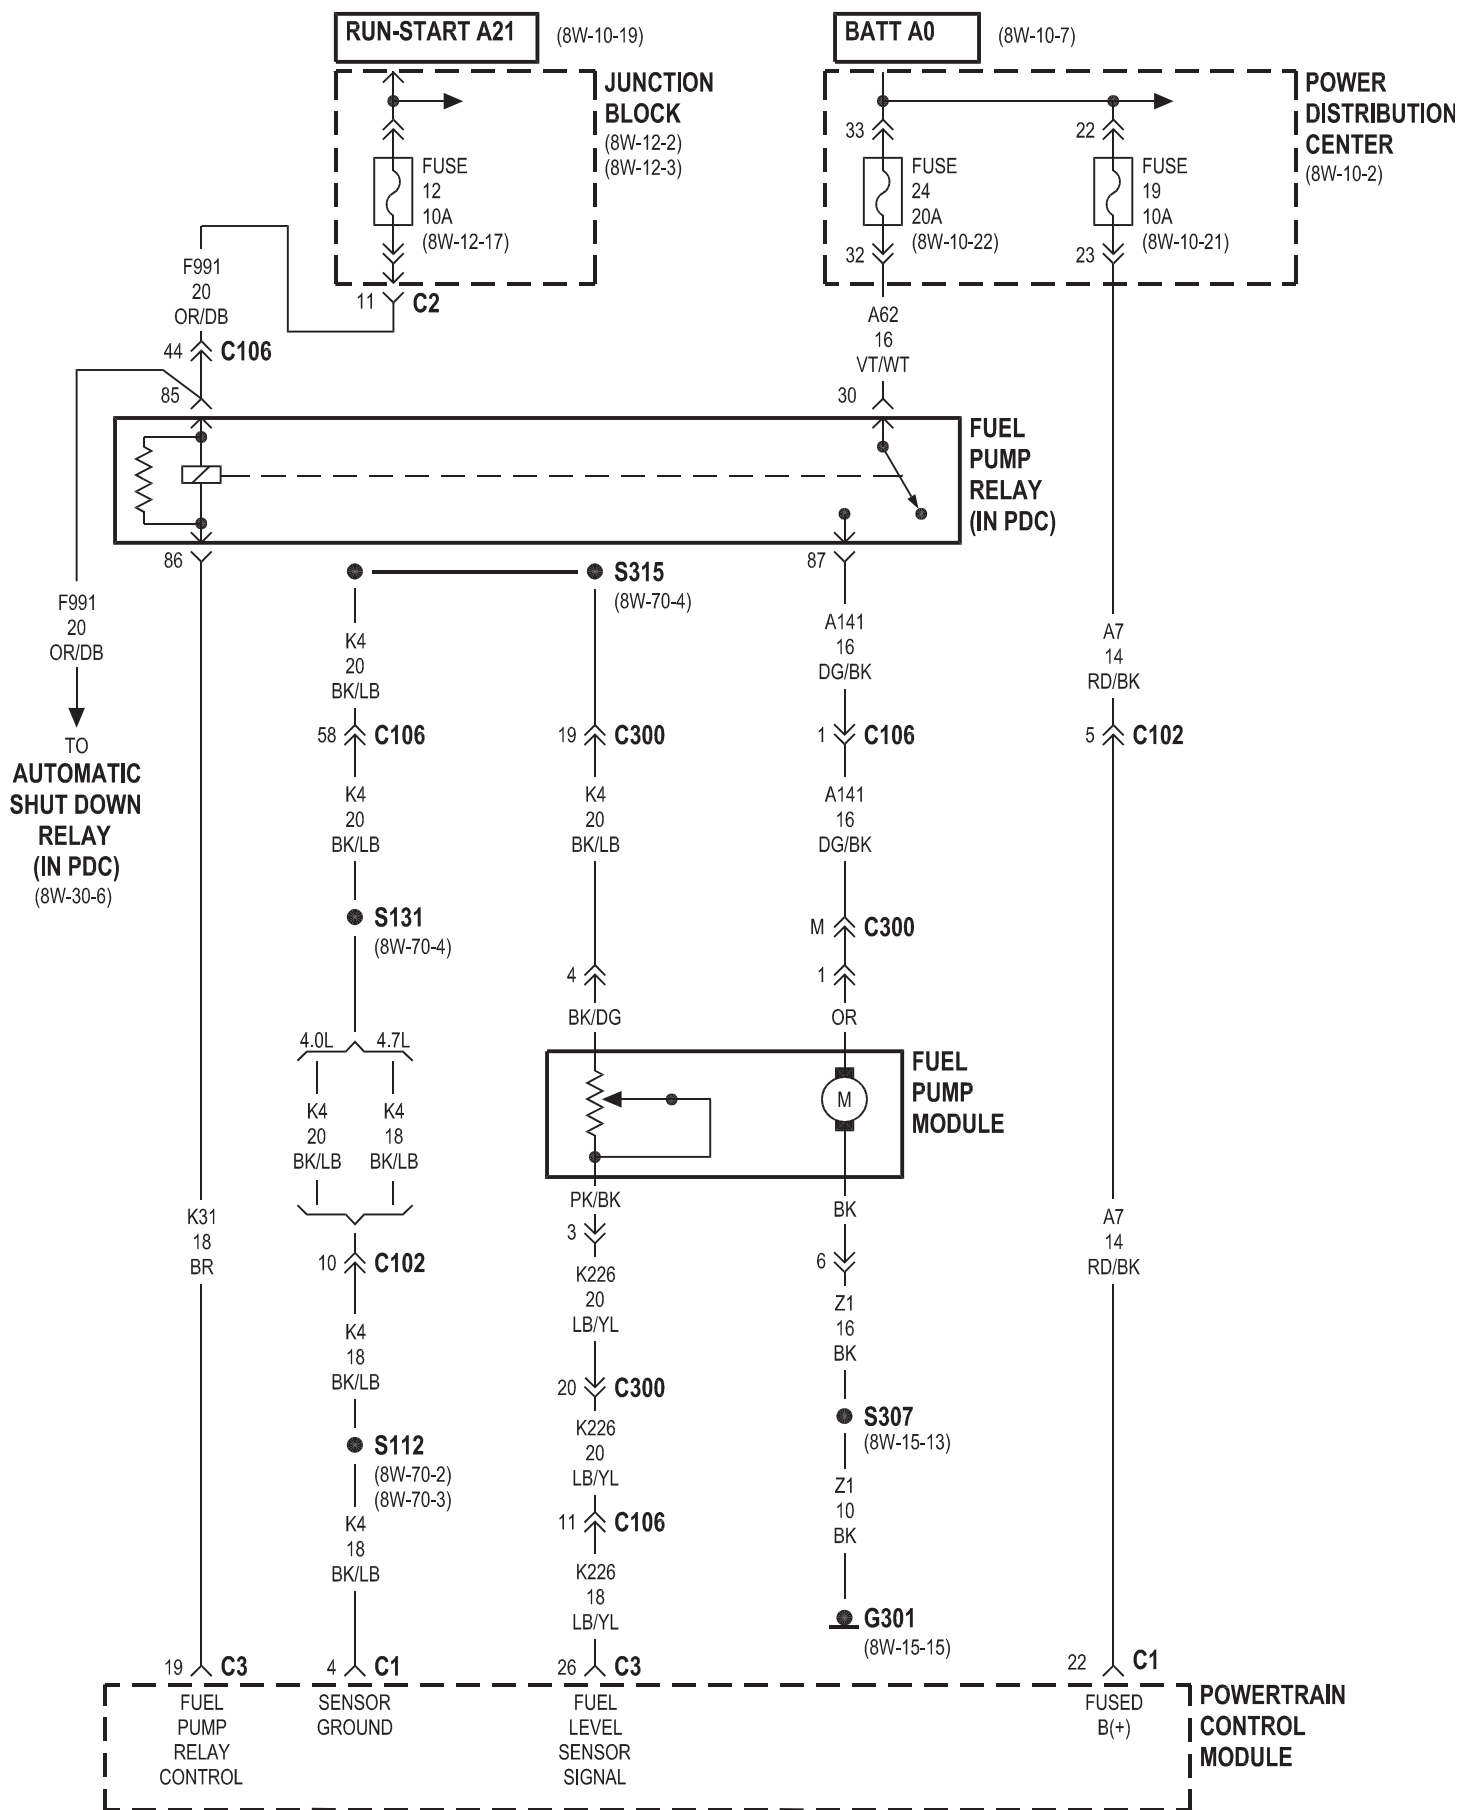 RUN-START A21
(8W-10-19)
BATT A0
(8W-10-7)
JUNCTION
BLOCK
(8W-12-2)
(8W-12-3)
POWER
DISTRIBUTION
CENTER
(8W-10-2)
FUSE
12
10A
(8W-12-17)
33
FUSE
24
20A
(8W-10-22)
32
22
FUSE
19
10A
(8W-10-21)
23
11
C2
F991
20
OR/DB
44
C106
85
A62
16
VT/WT
30
FUEL
PUMP
RELAY
(IN PDC)
86
87
S315
(8W-70-4)
F991
20
OR/DB
TO
AUTOMATIC
SHUT DOWN
RELAY
(IN PDC)
(8W-30-6)
K4
20
BK/LB
58
C106
K4
20
BK/LB
S131
(8W-70-4)
19
C300
K4
20
BK/LB
4
BK/DG
A141
16
DG/BK
1
C106
A141
16
DG/BK
M
C300
1
OR
A7
14
RD/BK
5
C102
4.0L
4.7L
K4
20
BK/LB
K4
18
BK/LB
M
FUEL
PUMP
MODULE
K31
18
BR
10
C102
K4
18
BK/LB
S112
(8W-70-2)
(8W-70-3)
K4
18
BK/LB
PK/BK
3
K226
20
LB/YL
20
C300
K226
20
LB/YL
11
C106
K226
18
LB/YL
BK
6
Z1
16
BK
S307
(8W-15-13)
Z1
10
BK
G301
(8W-15-15)
A7
14
RD/BK
19
C3
4
C1
26
C3
22
C1
FUEL
PUMP
RELAY
CONTROL
SENSOR
GROUND
FUEL
LEVEL
SENSOR
SIGNAL
FUSED
B(+)
POWERTRAIN
CONTROL
MODULE